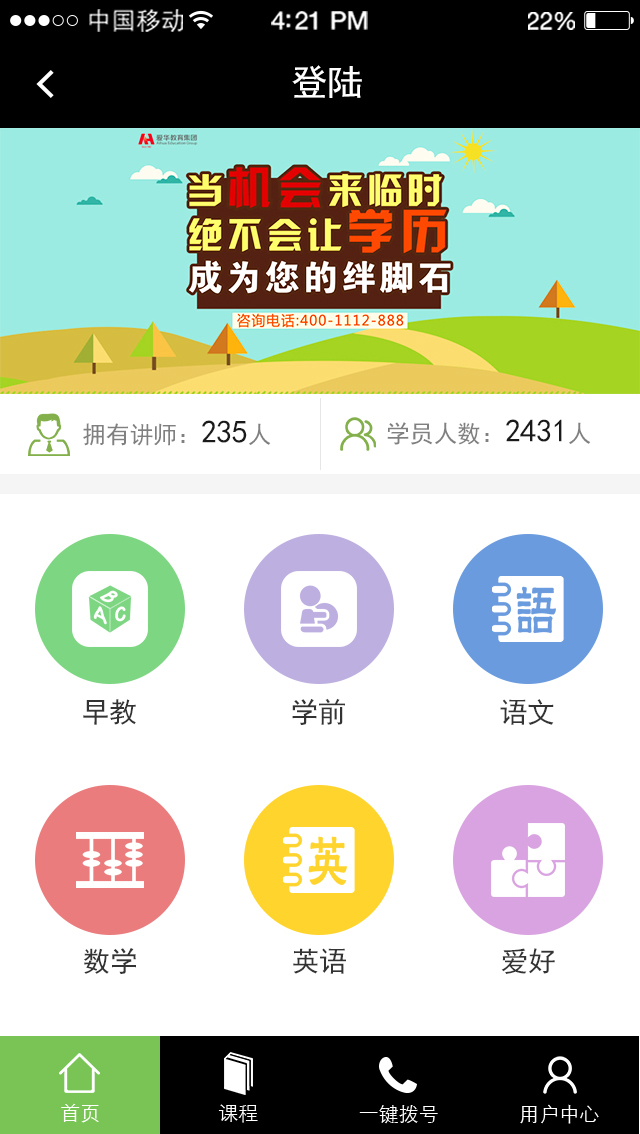 中国移动 4:21 PM 22%
登陆
爱华教育集团
当机会来临时
绝不会让学历
成为您的绊脚石
咨询电话:400-1112-888
拥有讲师：235人
学员人数：2431人
A B C
語
早教 学前 语文
英
数学 英语 爱好
首页 课程 一键拨号 用户中心